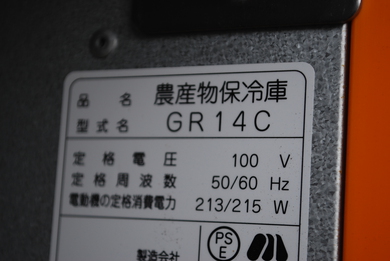 品名 農産物保冷庫
型式名 GR14C
定格電圧 100 V
定格周波数 50/60 Hz
電動機の定格消費電力 213/215 W
製造会社
PS
E